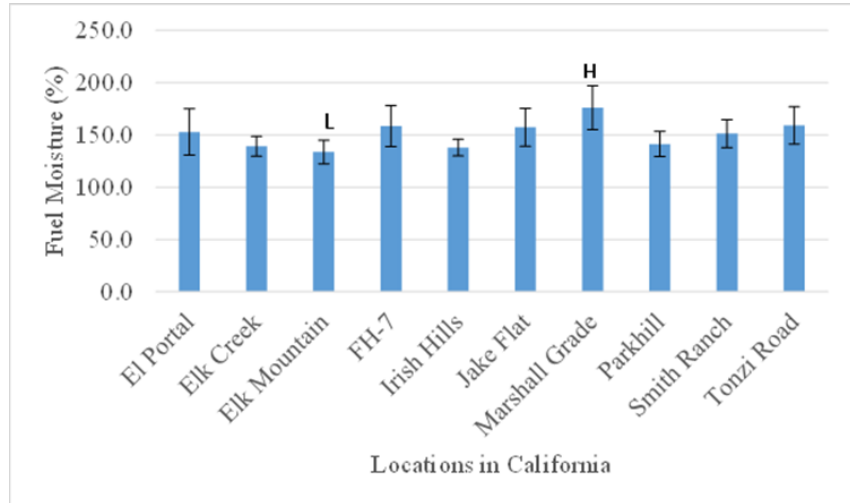 250.0
200.0
150.0
100.0
50.0
0.0
Fuel Moisture (%)
L
H
El Portal
Elk Creek
Elk Mountain
FH-7
Irish Hills
Jake Flat
Marshall Grade
Parkhill
Smith Ranch
Tonzi Road
Locations in California